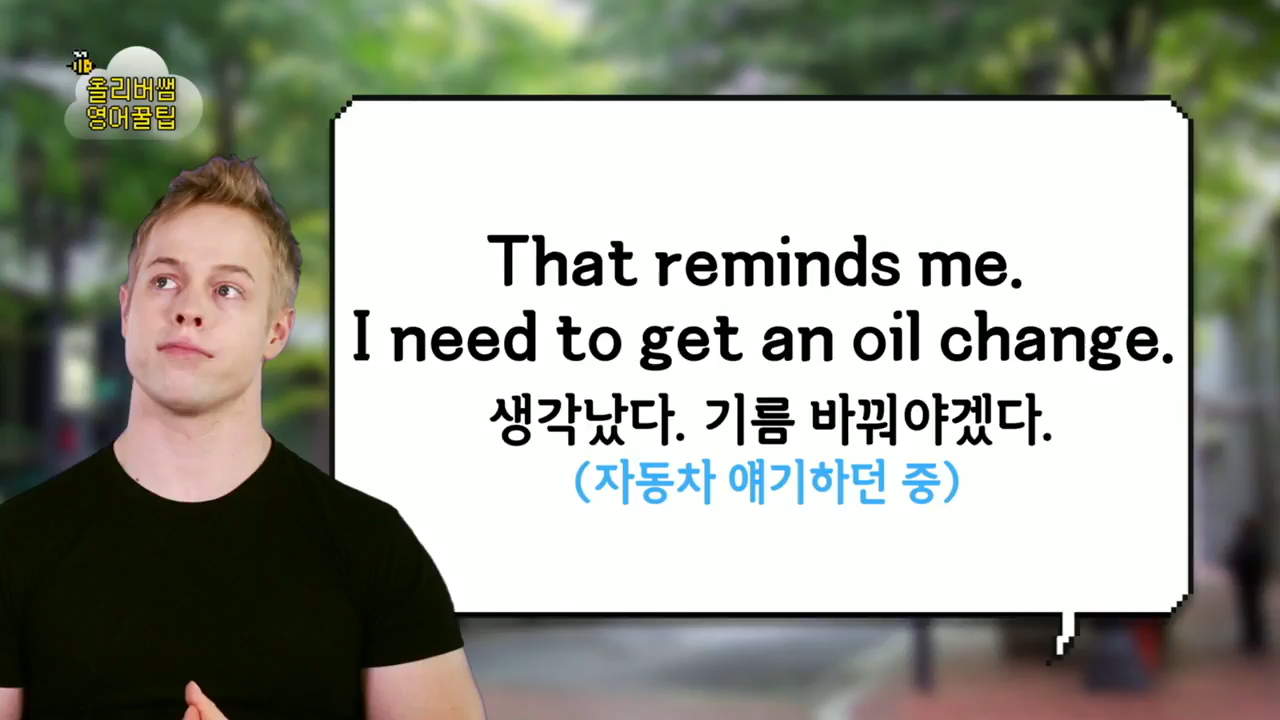 올리버쌤
영어꿀팁
That reminds me.
I need to get an oil change.
생각났다. 기름 바꿔야겠다.
(자동차 얘기하던 중)